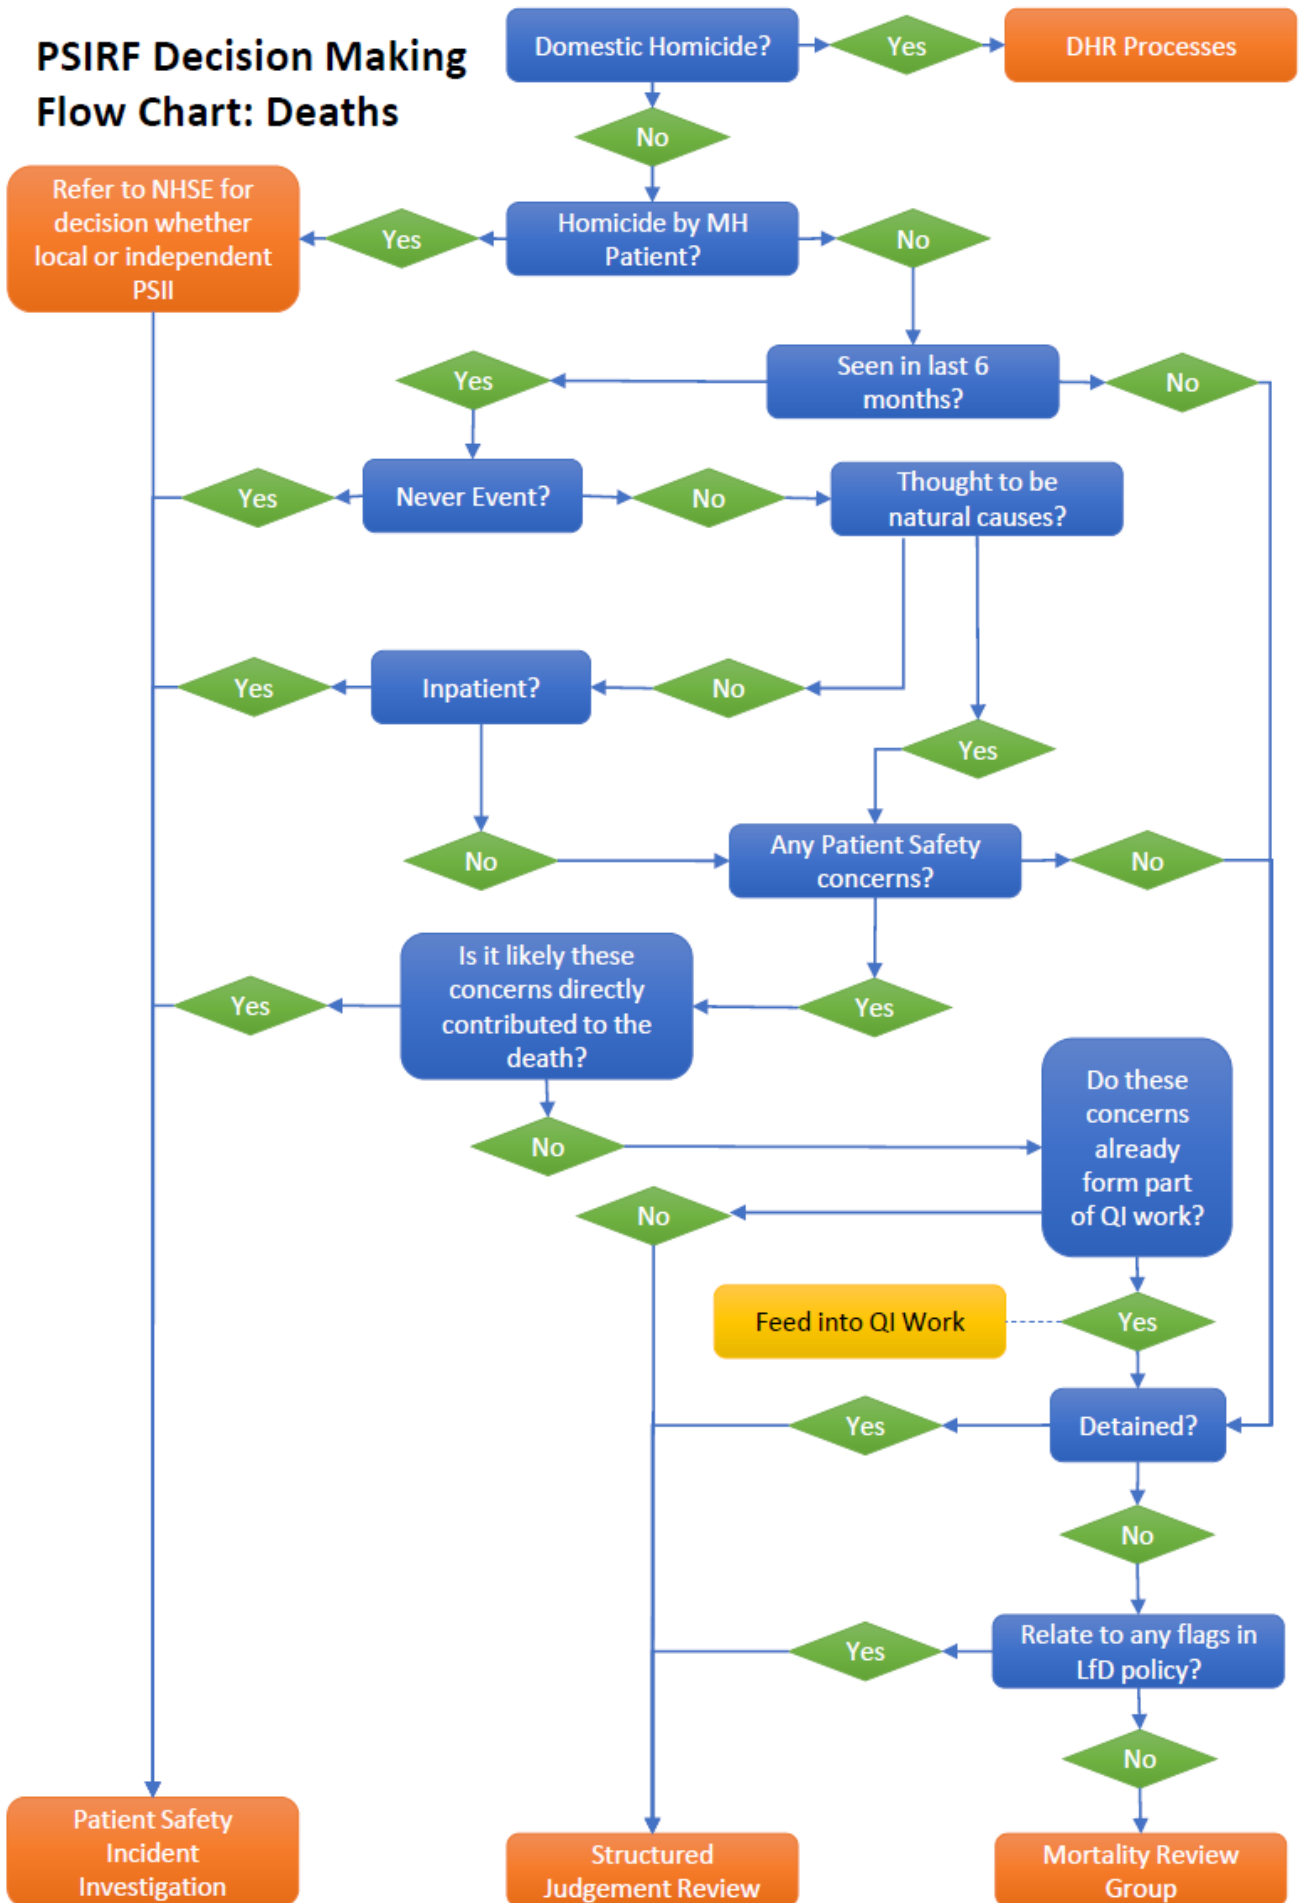 PSIRF Decision Making
Flow Chart: Deaths
Domestic Homicide?
Yes
DHR Processes
No
Refer to NHSE for
decision whether
local or independent
PSII
Yes
Homicide by MH
Patient?
No
Yes
Seen in last 6
months?
No
Yes
Never Event?
No
Thought to be
natural causes?
Yes
Inpatient?
No
Yes
No
Any Patient Safety
concerns?
No
Yes
Is it likely these
concerns directly
contributed to the
death?
Yes
No
Do these
concerns
already
form part
of QI work?
No
Feed into QI Work
Yes
Yes
Detained?
No
Yes
Relate to any flags in
LfD policy?
No
Patient Safety
Incident
Investigation
Structured
Judgement Review
Mortality Review
Group